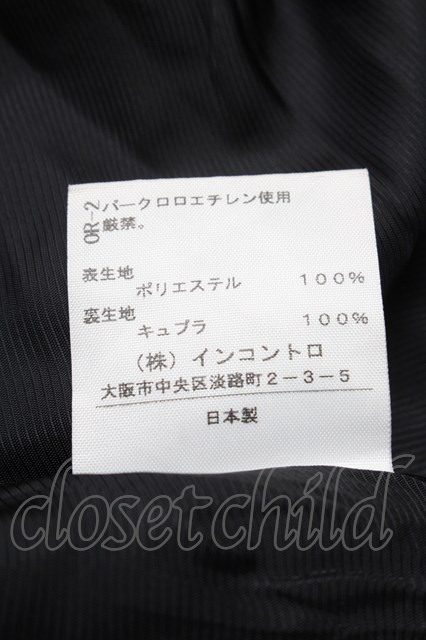 OR-2
パークロロエチレン使用
厳禁。
表生地
ポリエステル 100%
裏生地
キュプラ 100%
(株)インコントロ
大阪市中央区淡路町2-3-5
日本製
closetchild